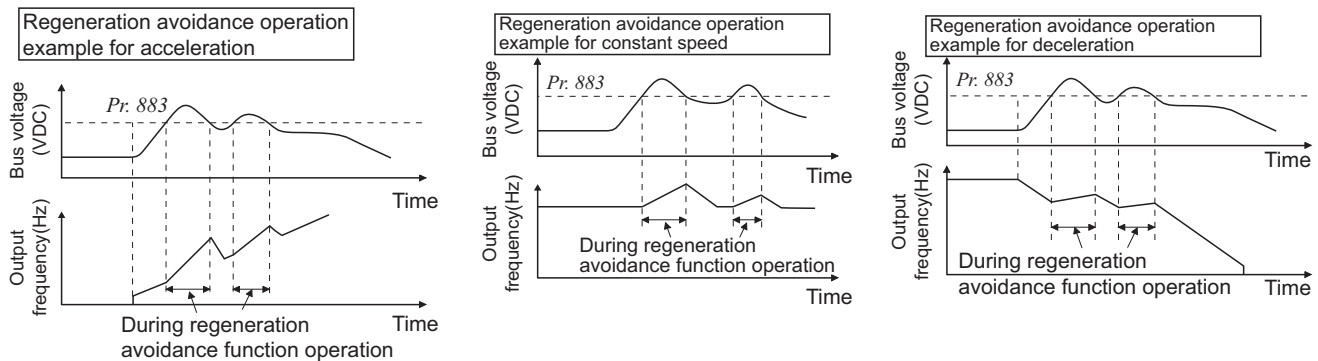 Regeneration avoidance operation
example for acceleration
Bus voltage
(VDC)
Pr. 883
Time
Output
frequency(Hz)
Time
During regeneration
avoidance function operation
Regeneration avoidance operation
example for constant speed
Bus voltage
(VDC)
Pr. 883
Time
Output
frequency(Hz)
During regeneration
avoidance function operation
Time
Regeneration avoidance operation
example for deceleration
Bus voltage
(VDC)
Pr. 883
Time
Output
frequency(Hz)
During regeneration
avoidance function operation
Time